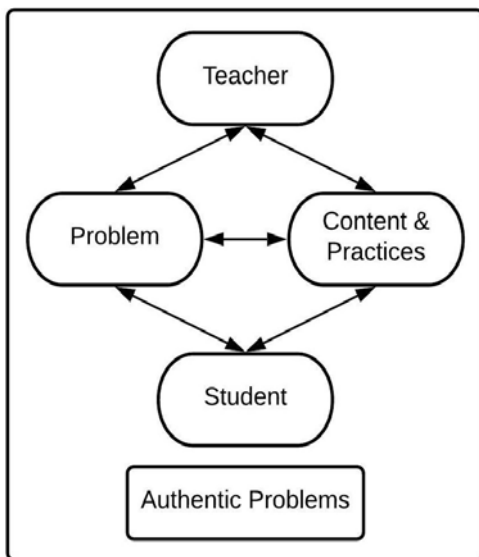 Teacher
Problem
Content &
Practices
Student
Authentic Problems